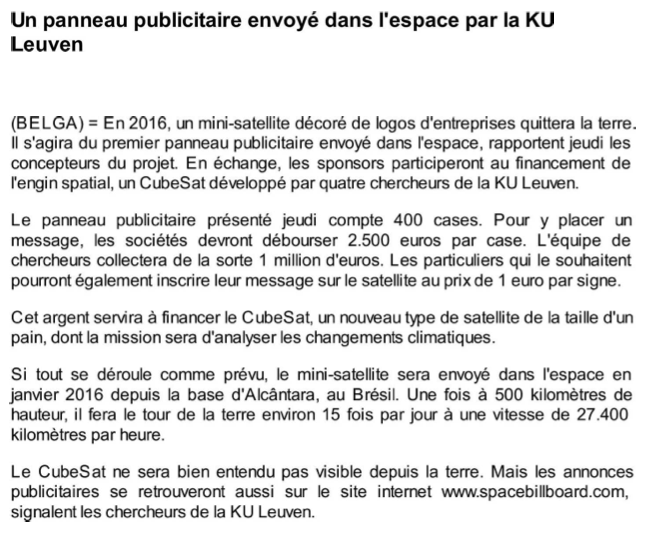 Un panneau publicitaire envoyé dans l'espace par la KU
Leuven
(BELGA) = En 2016, un mini-satellite décoré de logos d'entreprises quittera la terre.
Il s'agira du premier panneau publicitaire envoyé dans l'espace, rapportent jeudi les
concepteurs du projet. En échange, les sponsors participeront au financement de
l'engin spatial, un CubeSat développé par quatre chercheurs de la KU Leuven.
Le panneau publicitaire présenté jeudi compte 400 cases. Pour y placer un
message, les sociétés devront débourser 2.500 euros par case. L'équipe de
chercheurs collectera de la sorte 1 million d'euros. Les particuliers qui le souhaitent
pourront également inscrire leur message sur le satellite au prix de 1 euro par signe.
Cet argent servira à financer le CubeSat, un nouveau type de satellite de la taille d'un
pain, dont la mission sera d'analyser les changements climatiques.
Si tout se déroule comme prévu, le mini-satellite sera envoyé dans l'espace en
janvier 2016 depuis la base d'Alcântara, au Brésil. Une fois à 500 kilomètres de
hauteur, il fera le tour de la terre environ 15 fois par jour à une vitesse de 27.400
kilomètres par heure.
Le CubeSat ne sera bien entendu pas visible depuis la terre. Mais les annonces
publicitaires se retrouveront aussi sur le site internet www.spacebillboard.com,
signalent les chercheurs de la KU Leuven.